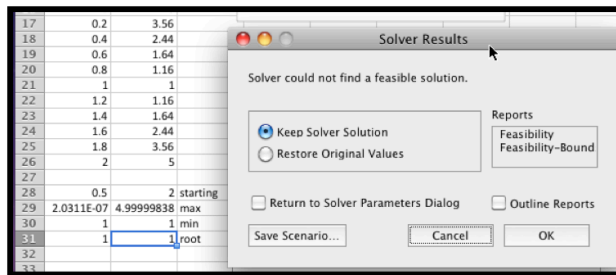 17 0.2 3.56
18 0.4 2.44
19 0.6 1.64
20 0.8 1.16
21 1 1
22 1.2 1.16
23 1.4 1.64
24 1.6 2.44
25 1.8 3.56
26 2 5
27
28 0.5 2 starting
29 2.0311E-07 4.99999838 max
30 1 1 min
31 1 1 root
32
33
Solver Results
Solver could not find a feasible solution.
Keep Solver Solution
Restore Original Values
Reports
Feasibility
Feasibility-Bound
Return to Solver Parameters Dialog
Outline Reports
Save Scenario...
Cancel
OK